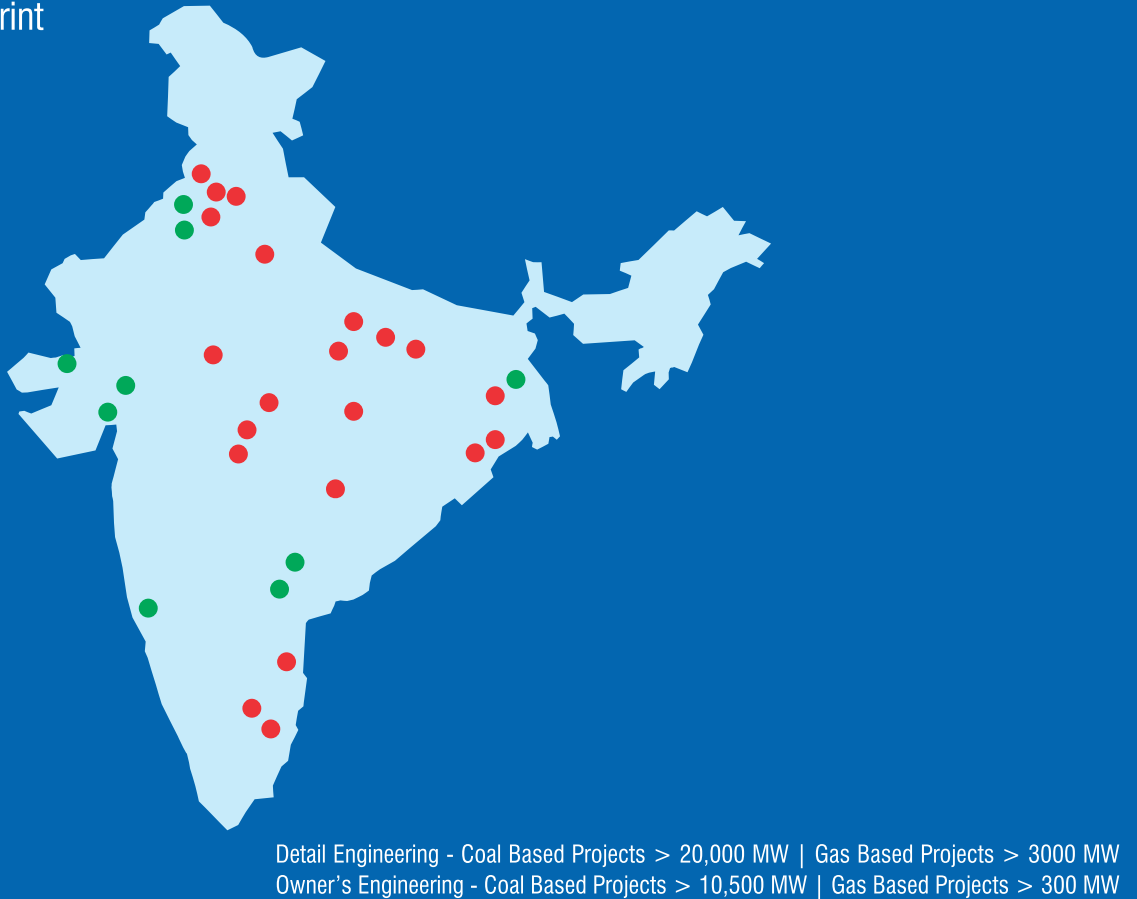 rint
Detail Engineering - Coal Based Projects > 20,000 MW | Gas Based Projects > 3000 MW
Owner’s Engineering - Coal Based Projects > 10,500 MW | Gas Based Projects > 300 MW